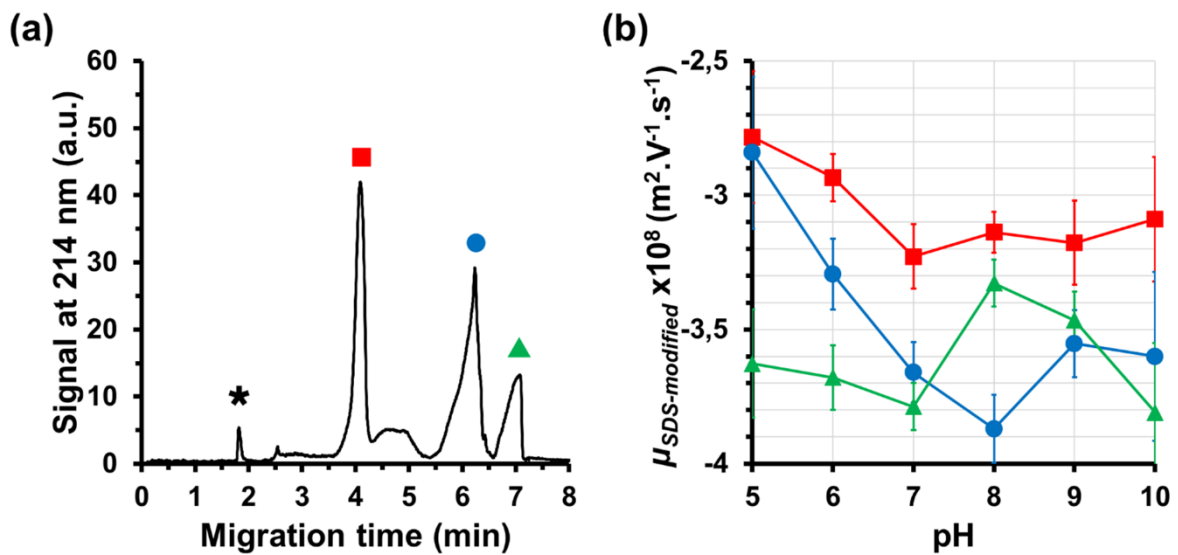 (a)
Signal at 214 nm (a.u.)
60
50
40
30
20
10
0
*
0 1 2 3 4 5 6 7 8
Migration time (min)
(b)
μSDS-modified x10⁸ (m².V⁻¹.s⁻¹)
-2,5
-3
-3,5
-4
5 6 7 8 9 10
pH